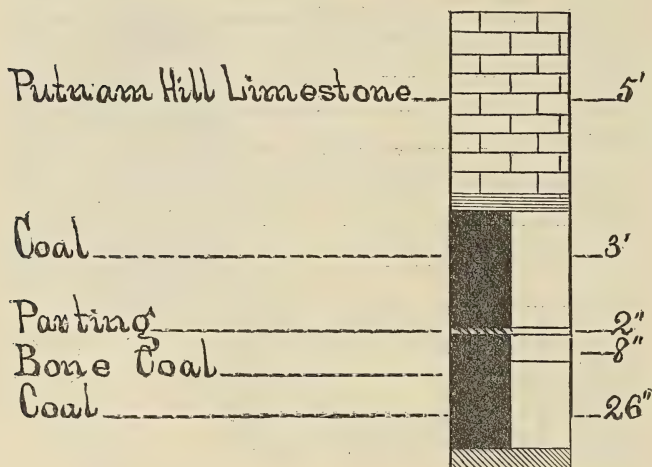 Putnam Hill Limestone 5'
Coal 3'
Parting 2"
Bone Coal 8"
Coal 26"